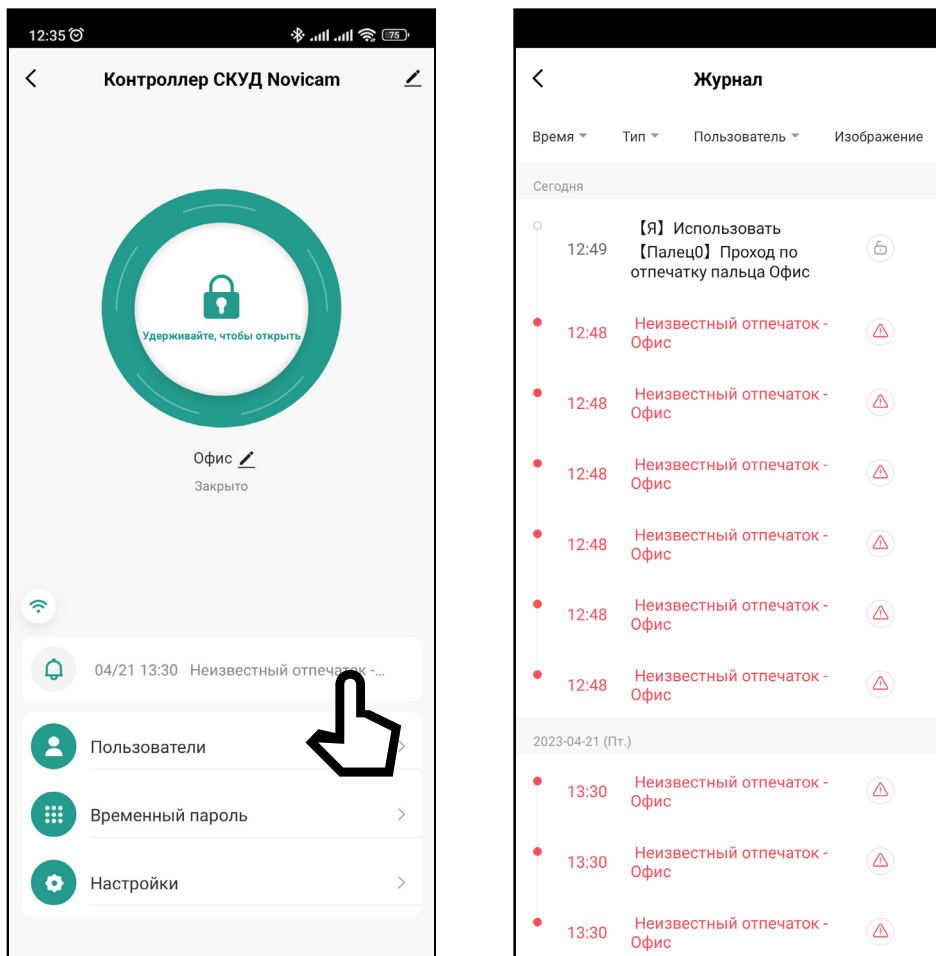 12:35
75
Контроллер СКУД Novicam
Удерживайте, чтобы открыть
Офис
Закрыто
04/21 13:30 Неизвестный отпечаток -...
Пользователи
Временный пароль
Настройки
Журнал
Время Тип Пользователь Изображение
Сегодня
12:49
【Я】Использовать
【Палец0】Проход по
отпечатку пальца Офис
12:48
Неизвестный отпечаток -
Офис
12:48
Неизвестный отпечаток -
Офис
12:48
Неизвестный отпечаток -
Офис
12:48
Неизвестный отпечаток -
Офис
12:48
Неизвестный отпечаток -
Офис
12:48
Неизвестный отпечаток -
Офис
2023-04-21 (Пт.)
13:30
Неизвестный отпечаток -
Офис
13:30
Неизвестный отпечаток -
Офис
13:30
Неизвестный отпечаток -
Офис